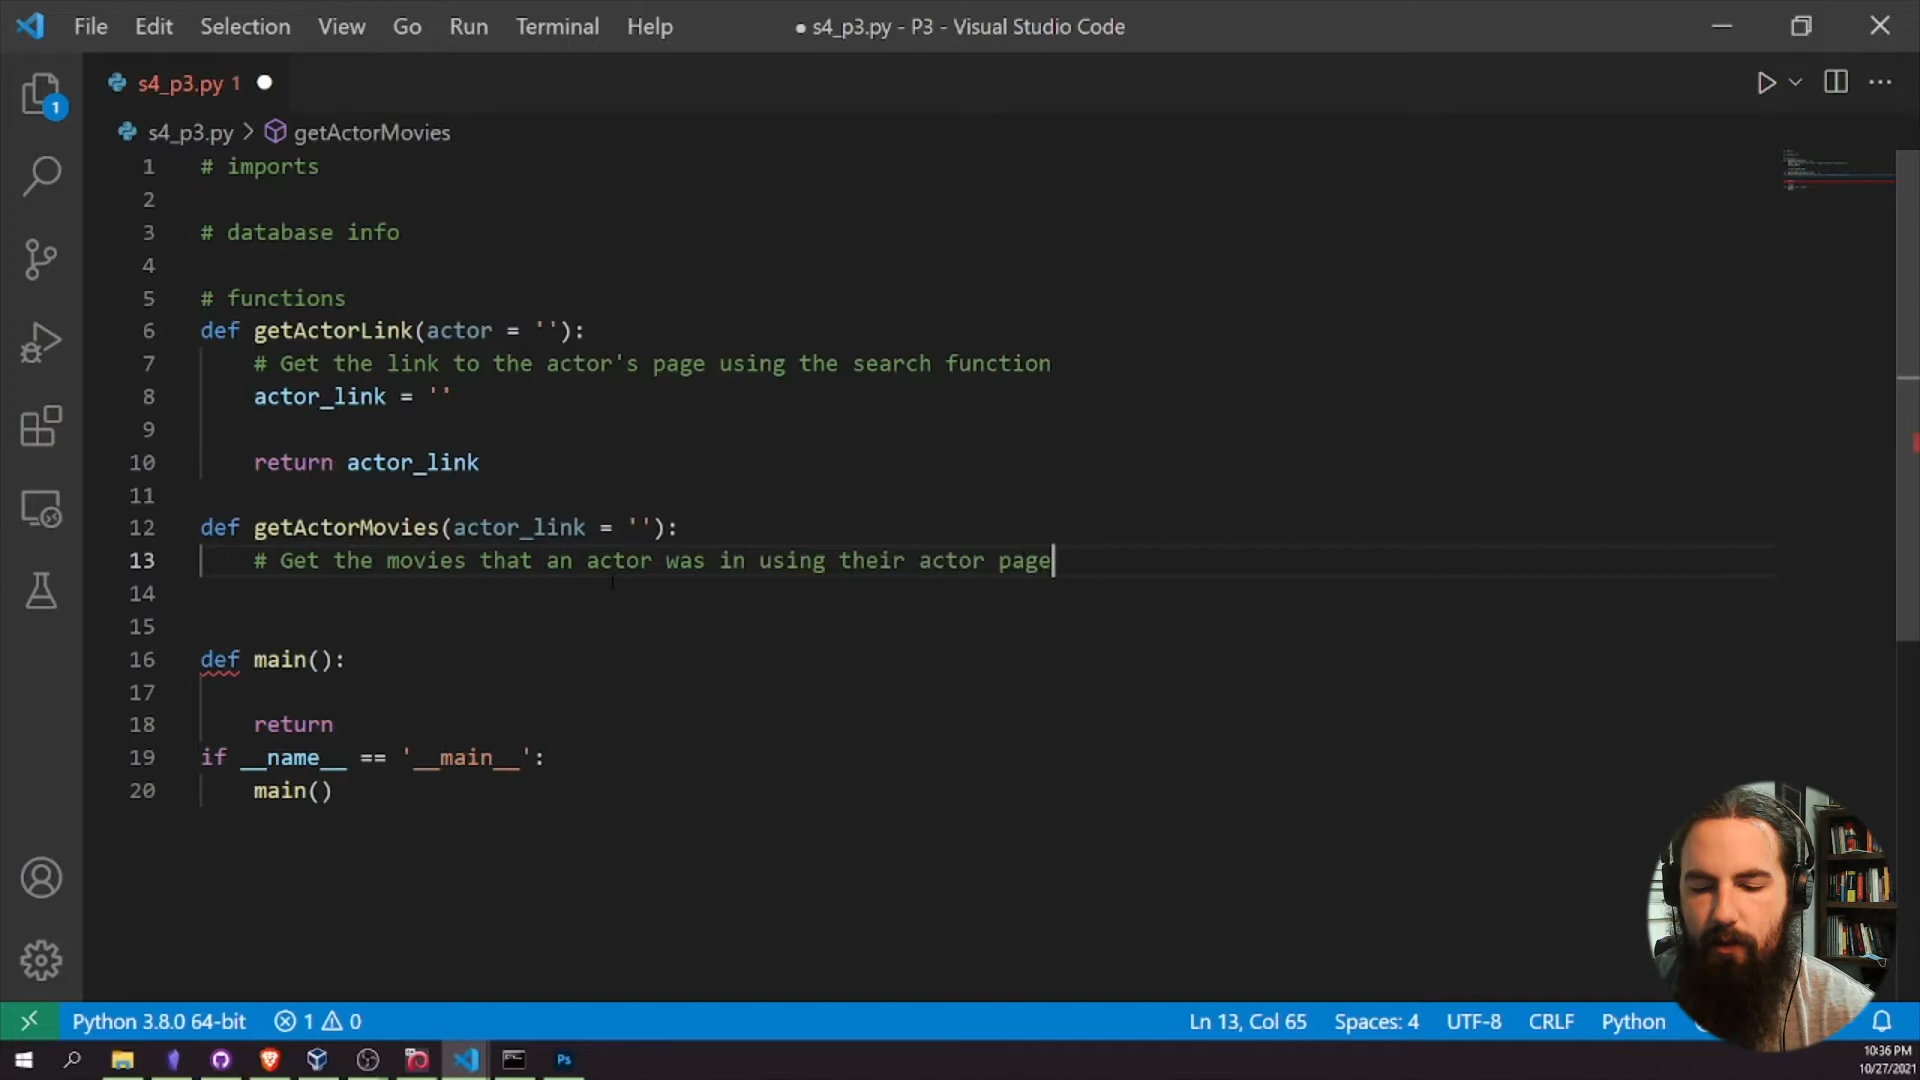 File Edit Selection View Go Run Terminal Help
● s4_p3.py - P3 - Visual Studio Code
1
s4_p3.py 1
s4_p3.py > getActorMovies
1 # imports
2
3 # database info
4
5 # functions
6 def getActorLink(actor = ''):
7 # Get the link to the actor's page using the search function
8 actor_link = ''
9
10 return actor_link
11
12 def getActorMovies(actor_link = ''):
13 # Get the movies that an actor was in using their actor page
14
15
16 def main():
17
18 return
19 if __name__ == '__main__':
20 main()
Python 3.8.0 64-bit 1 0
Ln 13, Col 65 Spaces: 4 UTF-8 CRLF Python
Ps
10:36 PM
10/27/2021